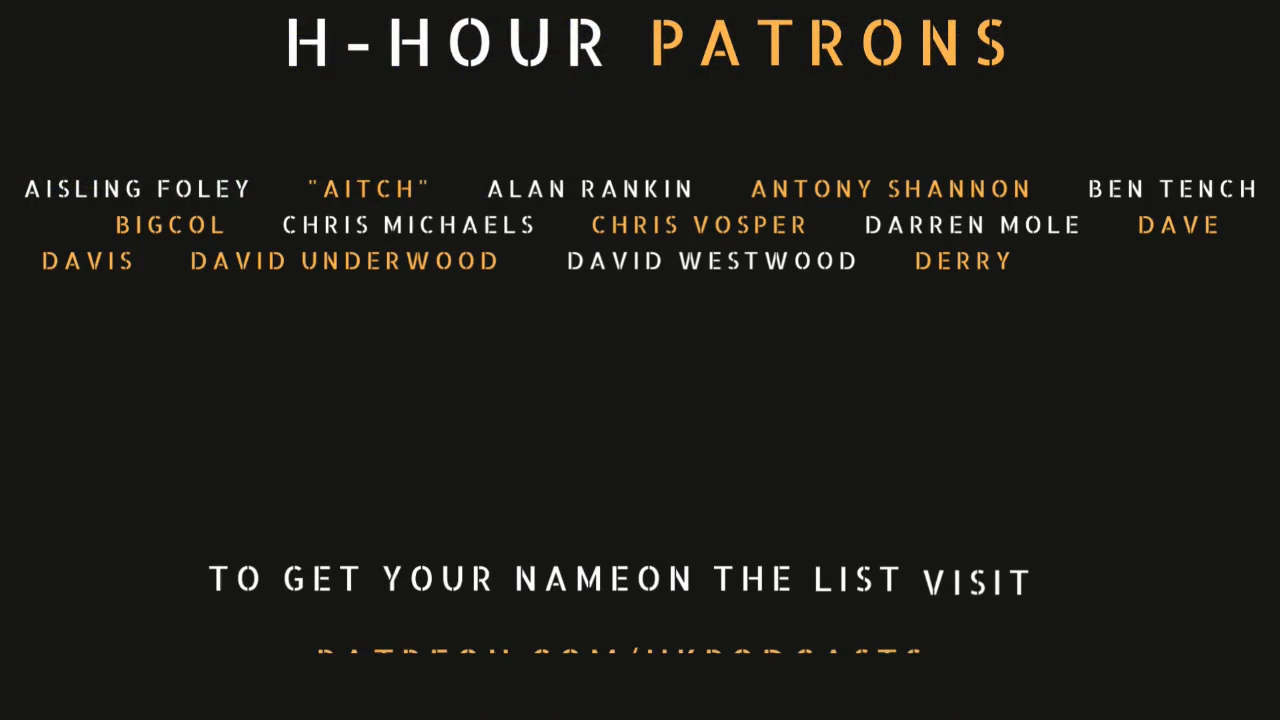 H-HOUR PATRONS
AISLING FOLEY "AITCH" ALAN RANKIN ANTONY SHANNON BEN TENCH
BIGCOL CHRIS MICHAELS CHRIS VOSPER DARREN MOLE DAVE
DAVIS DAVID UNDERWOOD DAVID WESTWOOD DERRY
TO GET YOUR NAMEON THE LIST VISIT